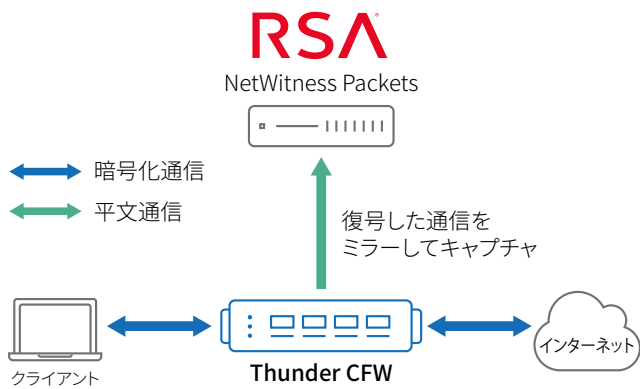 RSA
NetWitness Packets
暗号化通信
平文通信
復号した通信を
ミラーしてキャプチャ
クライアント
Thunder CFW
インターネット